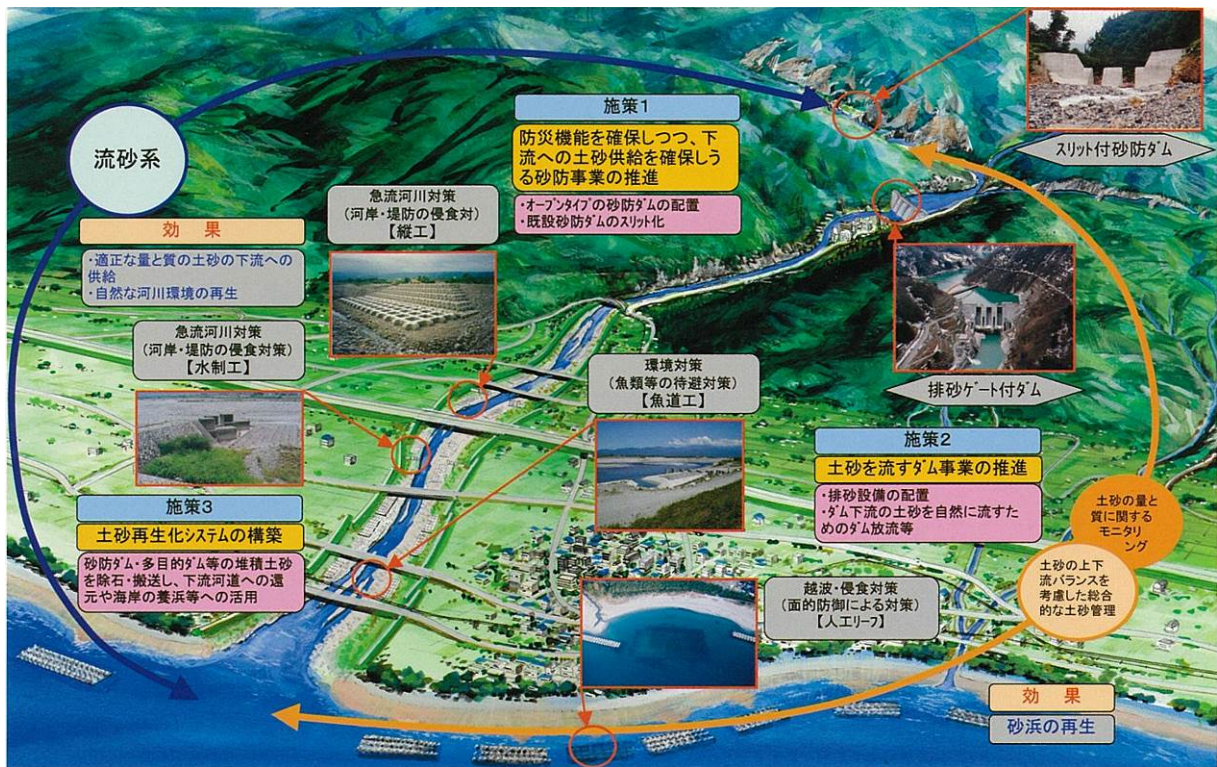 流砂系
効　果
・適正な量と質の土砂の下流への
供給
・自然な河川環境の再生
施策1
防災機能を確保しつつ、下
流への土砂供給を確保しう
る砂防事業の推進
・オープンタイプの砂防ダムの配置
・既設砂防ダムのスリット化
スリット付砂防ダム
急流河川対策
(河岸・堤防の侵食対)
【縦工】
急流河川対策
(河岸・堤防の侵食対策)
【水制工】
環境対策
(魚類等の待避対策)
【魚道工】
排砂ゲート付ダム
施策2
土砂を流すダム事業の推進
・排砂設備の配置
・ダム下流の土砂を自然に流すた
めのダム放流等
施策3
土砂再生化システムの構築
砂防ダム・多目的ダム等の堆積土砂
を除石・搬送し、下流河道への還
元や海岸の養浜等への活用
土砂の量と
質に関する
モニタリ
ング
土砂の上下
流バランスを
考慮した総合
的な土砂管理
越波・侵食対策
(面的防御による対策)
【人工リーフ】
効　果
砂浜の再生